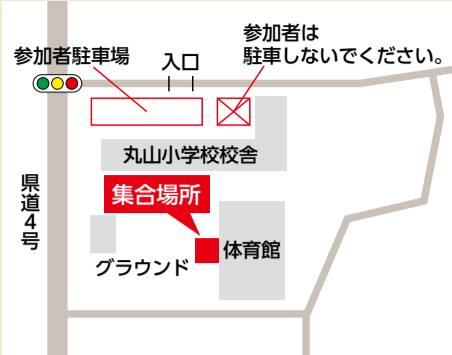 参加者は
駐車しないでください。
参加者駐車場
入口
丸山小学校校舎
集合場所
県道4号
体育館
グラウンド